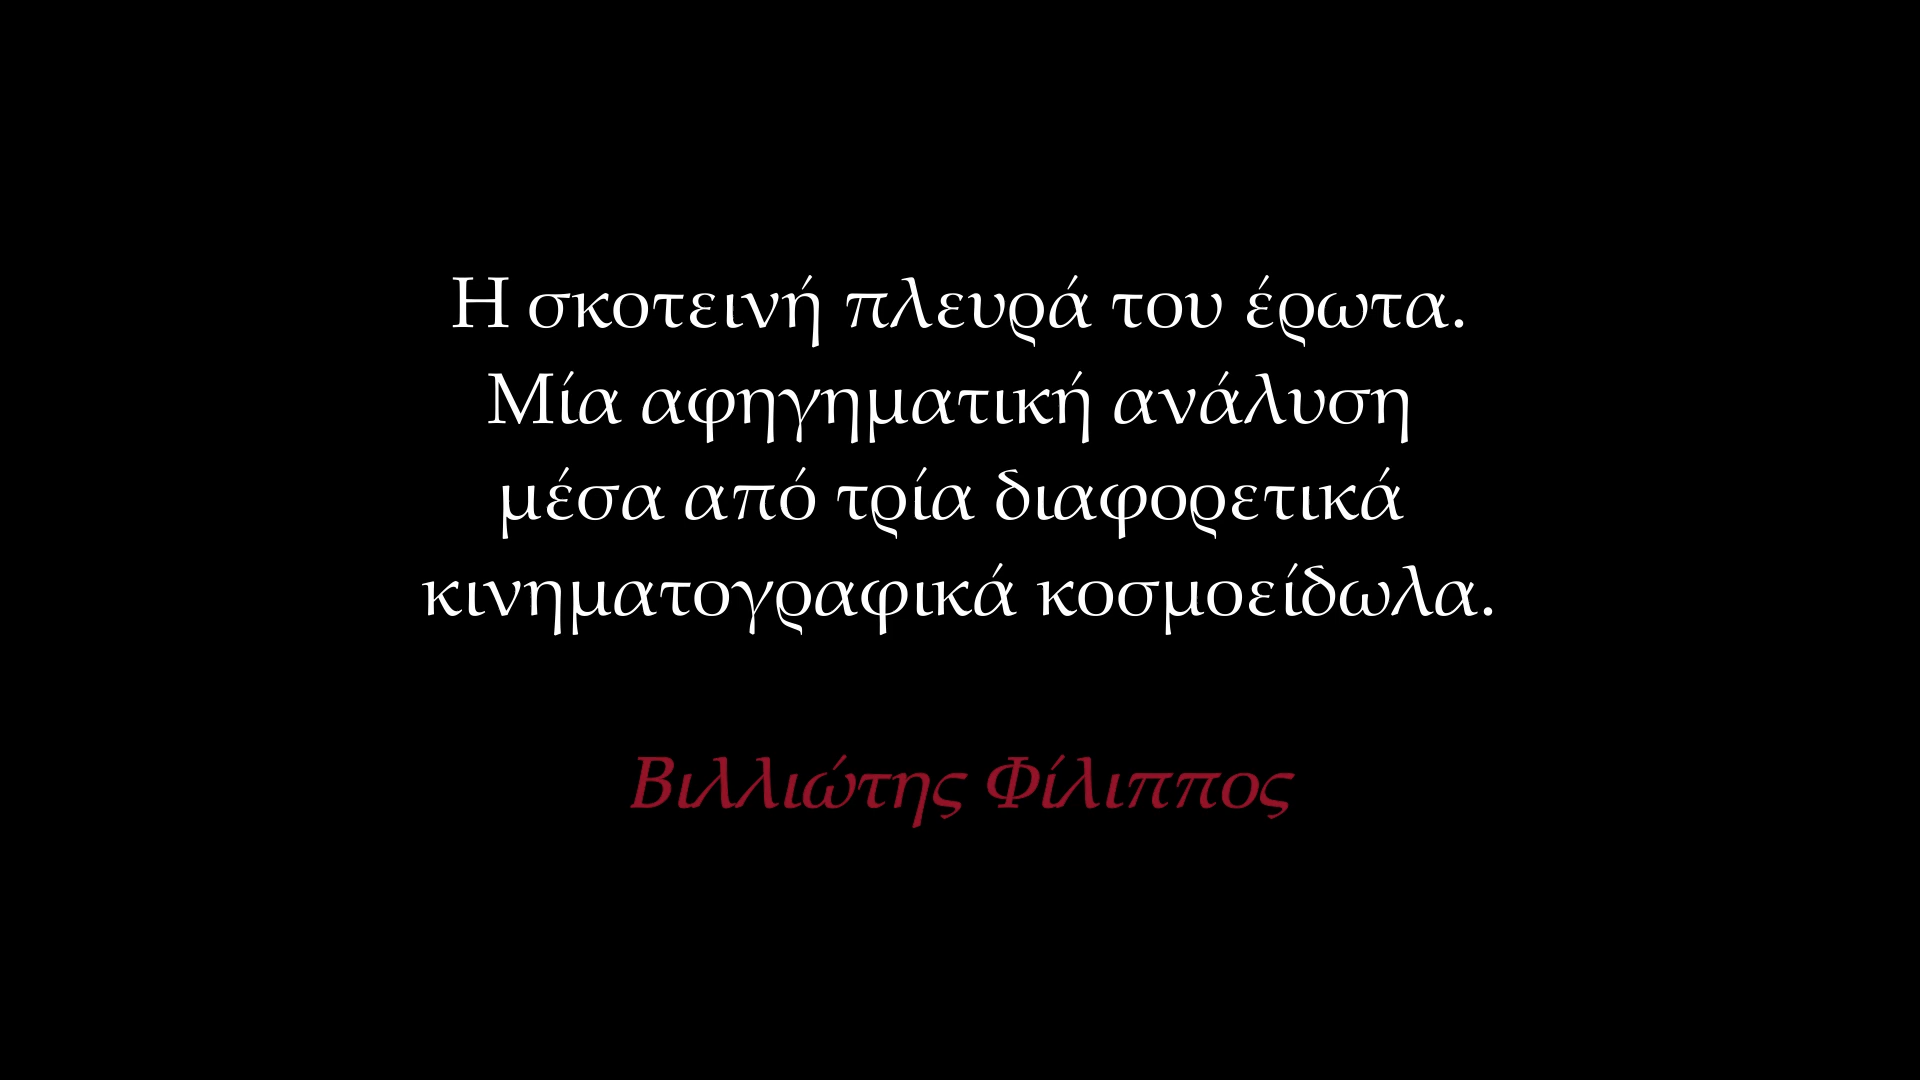 Η σκοτεινή πλευρά του έρωτα.
Μία αφηγηματική ανάλυση
μέσα από τρία διαφορετικά
κινηματογραφικά κοσμοείδωλα.
Βιλλιώτης Φίλιππος